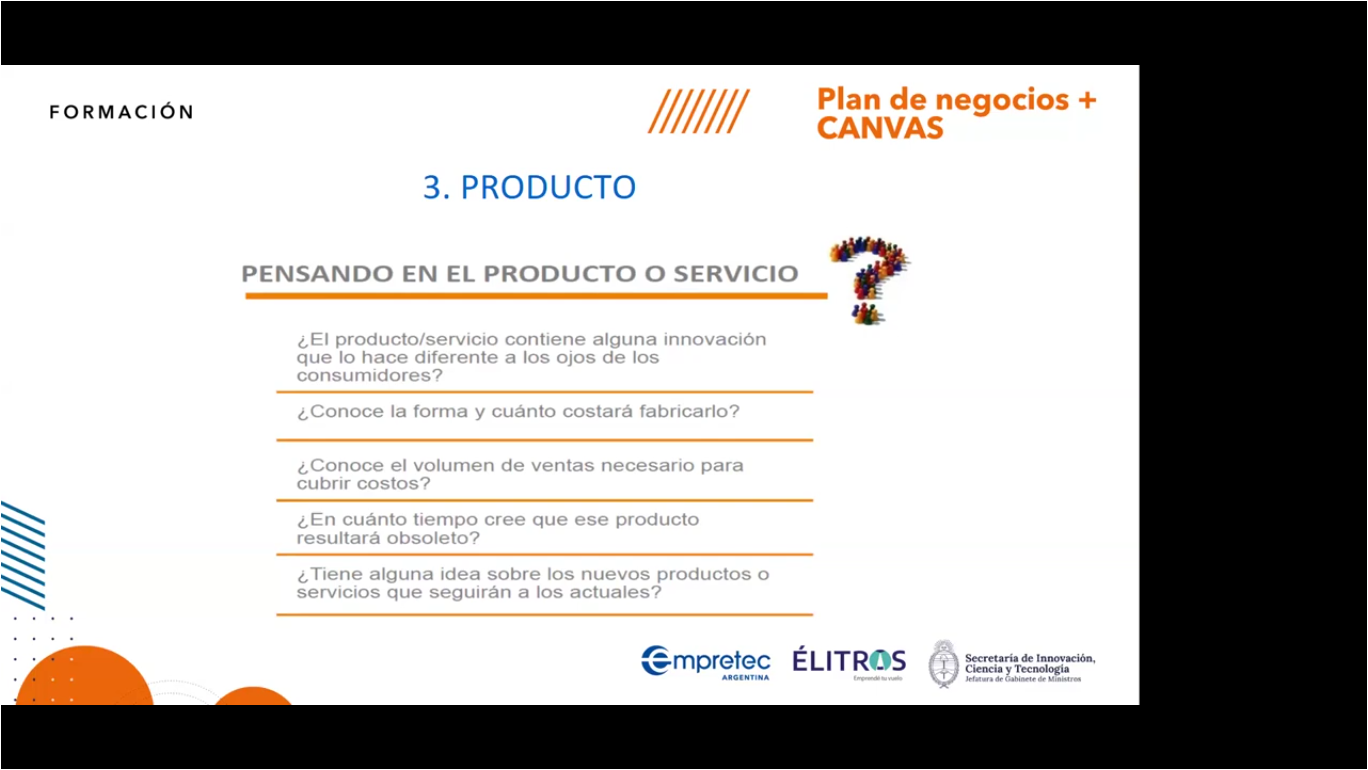 FORMACIÓN
Plan de negocios +
CANVAS
3. PRODUCTO
PENSANDO EN EL PRODUCTO O SERVICIO
¿El producto/servicio contiene alguna innovación
que lo hace diferente a los ojos de los
consumidores?
¿Conoce la forma y cuánto costará fabricarlo?
¿Conoce el volumen de ventas necesario para
cubrir costos?
¿En cuánto tiempo cree que ese producto
resultará obsoleto?
¿Tiene alguna idea sobre los nuevos productos o
servicios que seguirán a los actuales?
empretec
ARGENTINA
ÉLITROS
Emprendé tu vuelo
Secretaría de Innovación,
Ciencia y Tecnología
Jefatura de Gabinete de Ministros